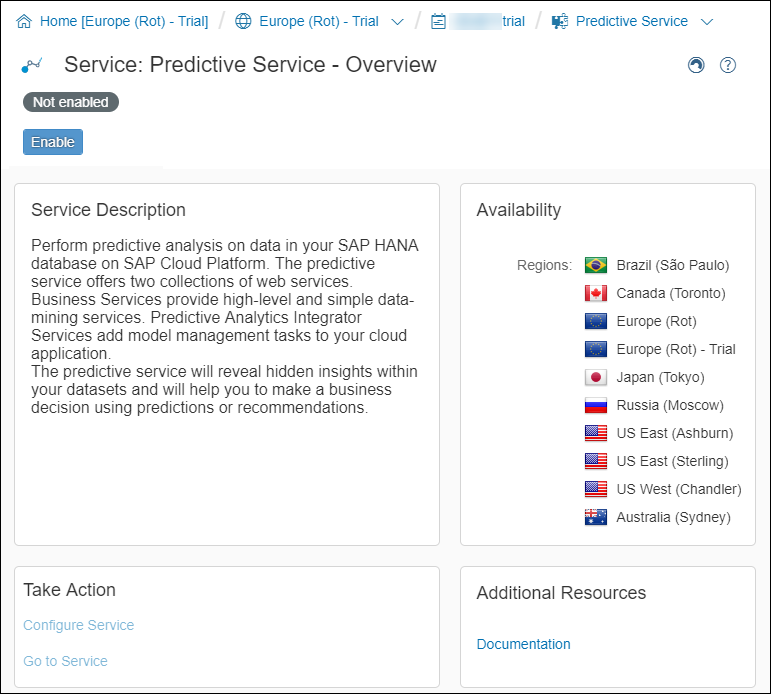 Home [Europe (Rot) - Trial] / Europe (Rot) - Trial / trial / Predictive Service
Service: Predictive Service - Overview
Not enabled
Enable
Service Description
Perform predictive analysis on data in your SAP HANA
database on SAP Cloud Platform. The predictive
service offers two collections of web services.
Business Services provide high-level and simple data-
mining services. Predictive Analytics Integrator
Services add model management tasks to your cloud
application.
The predictive service will reveal hidden insights within
your datasets and will help you to make a business
decision using predictions or recommendations.
Availability
Regions: Brazil (São Paulo)
Canada (Toronto)
Europe (Rot)
Europe (Rot) - Trial
Japan (Tokyo)
Russia (Moscow)
US East (Ashburn)
US East (Sterling)
US West (Chandler)
Australia (Sydney)
Take Action
Configure Service
Go to Service
Additional Resources
Documentation